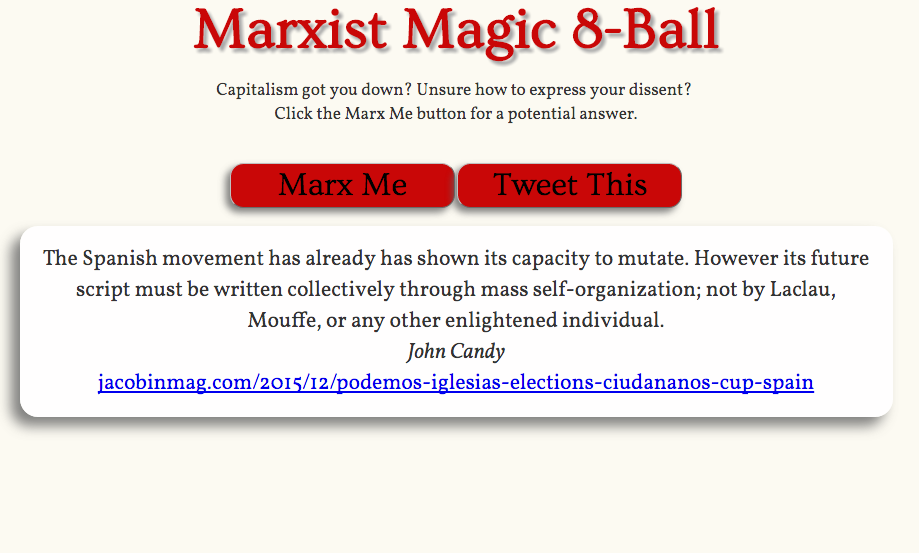 Marxist Magic 8-Ball
Capitalism got you down? Unsure how to express your dissent?
Click the Marx Me button for a potential answer.
Marx Me
Tweet This
The Spanish movement has already has shown its capacity to mutate. However its future
script must be written collectively through mass self-organization; not by Laclau,
Mouffe, or any other enlightened individual.
John Candy
jacobinmag.com/2015/12/podemos-iglesias-elections-ciudananos-cup-spain